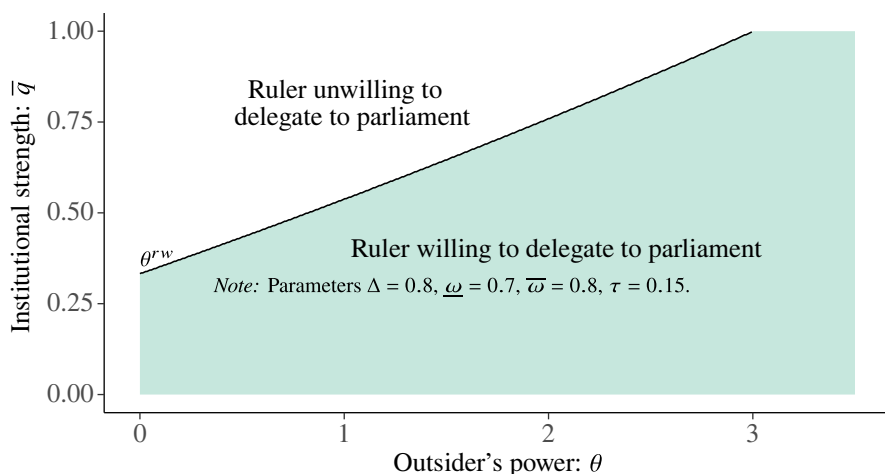 1.00
0.75
0.50
0.25
0.00
Institutional strength: q̅
Ruler unwilling to
delegate to parliament
θ^{rw}
Ruler willing to delegate to parliament
Note: Parameters Δ = 0.8, ω̲ = 0.7, ω̅ = 0.8, τ = 0.15.
0 1 2 3
Outsider's power: θ